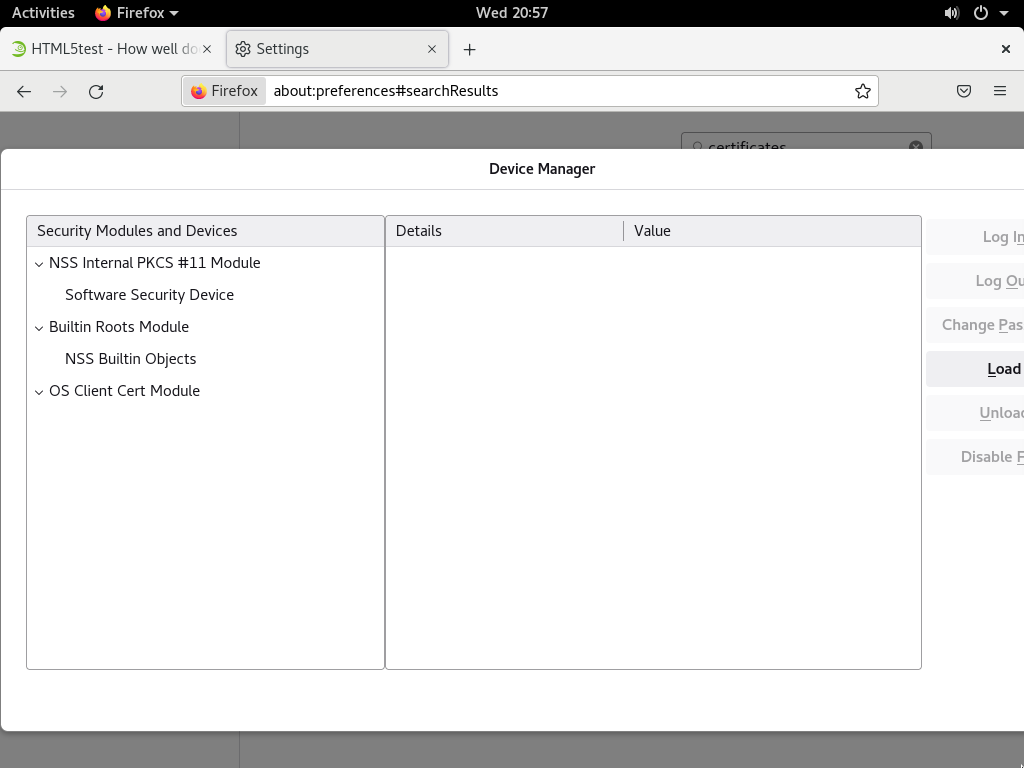 Activities Firefox Wed 20:57
HTML5test - How well do Settings
Firefox about:preferences#searchResults
certificates
Device Manager
Security Modules and Devices Details Value
NSS Internal PKCS #11 Module
Software Security Device
Builtin Roots Module
NSS Builtin Objects
OS Client Cert Module
Log In
Log Ou
Change Pas
Load
Unload
Disable F